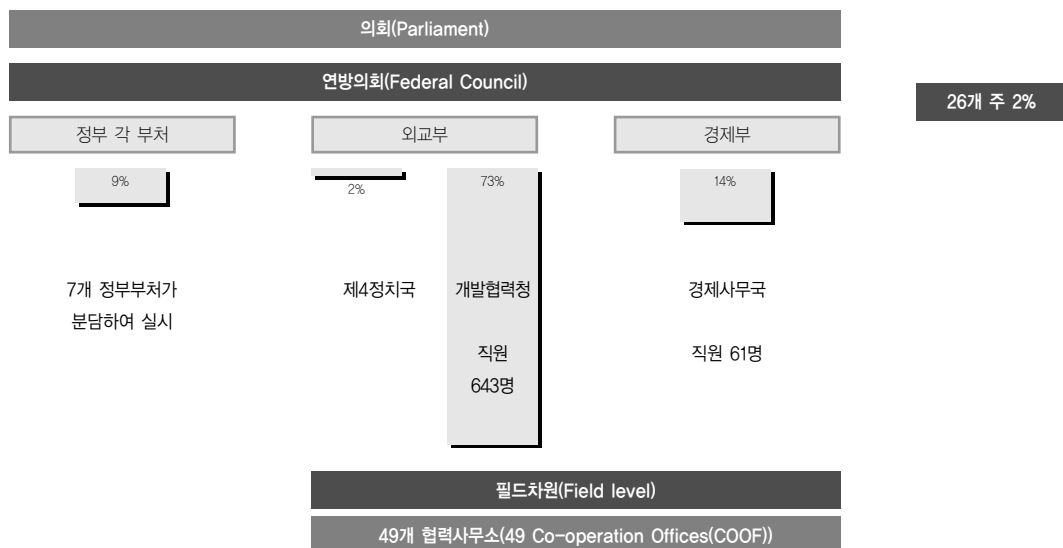 의회(Parliament)
연방의회(Federal Council)
26개 주 2%
정부 각 부처
외교부
경제부
9%
2%
73%
14%
7개 정부부처가
분담하여 실시
제4정치국
개발협력청
경제사무국
직원
643명
직원 61명
필드차원(Field level)
49개 협력사무소(49 Co-operation Offices(COOF))